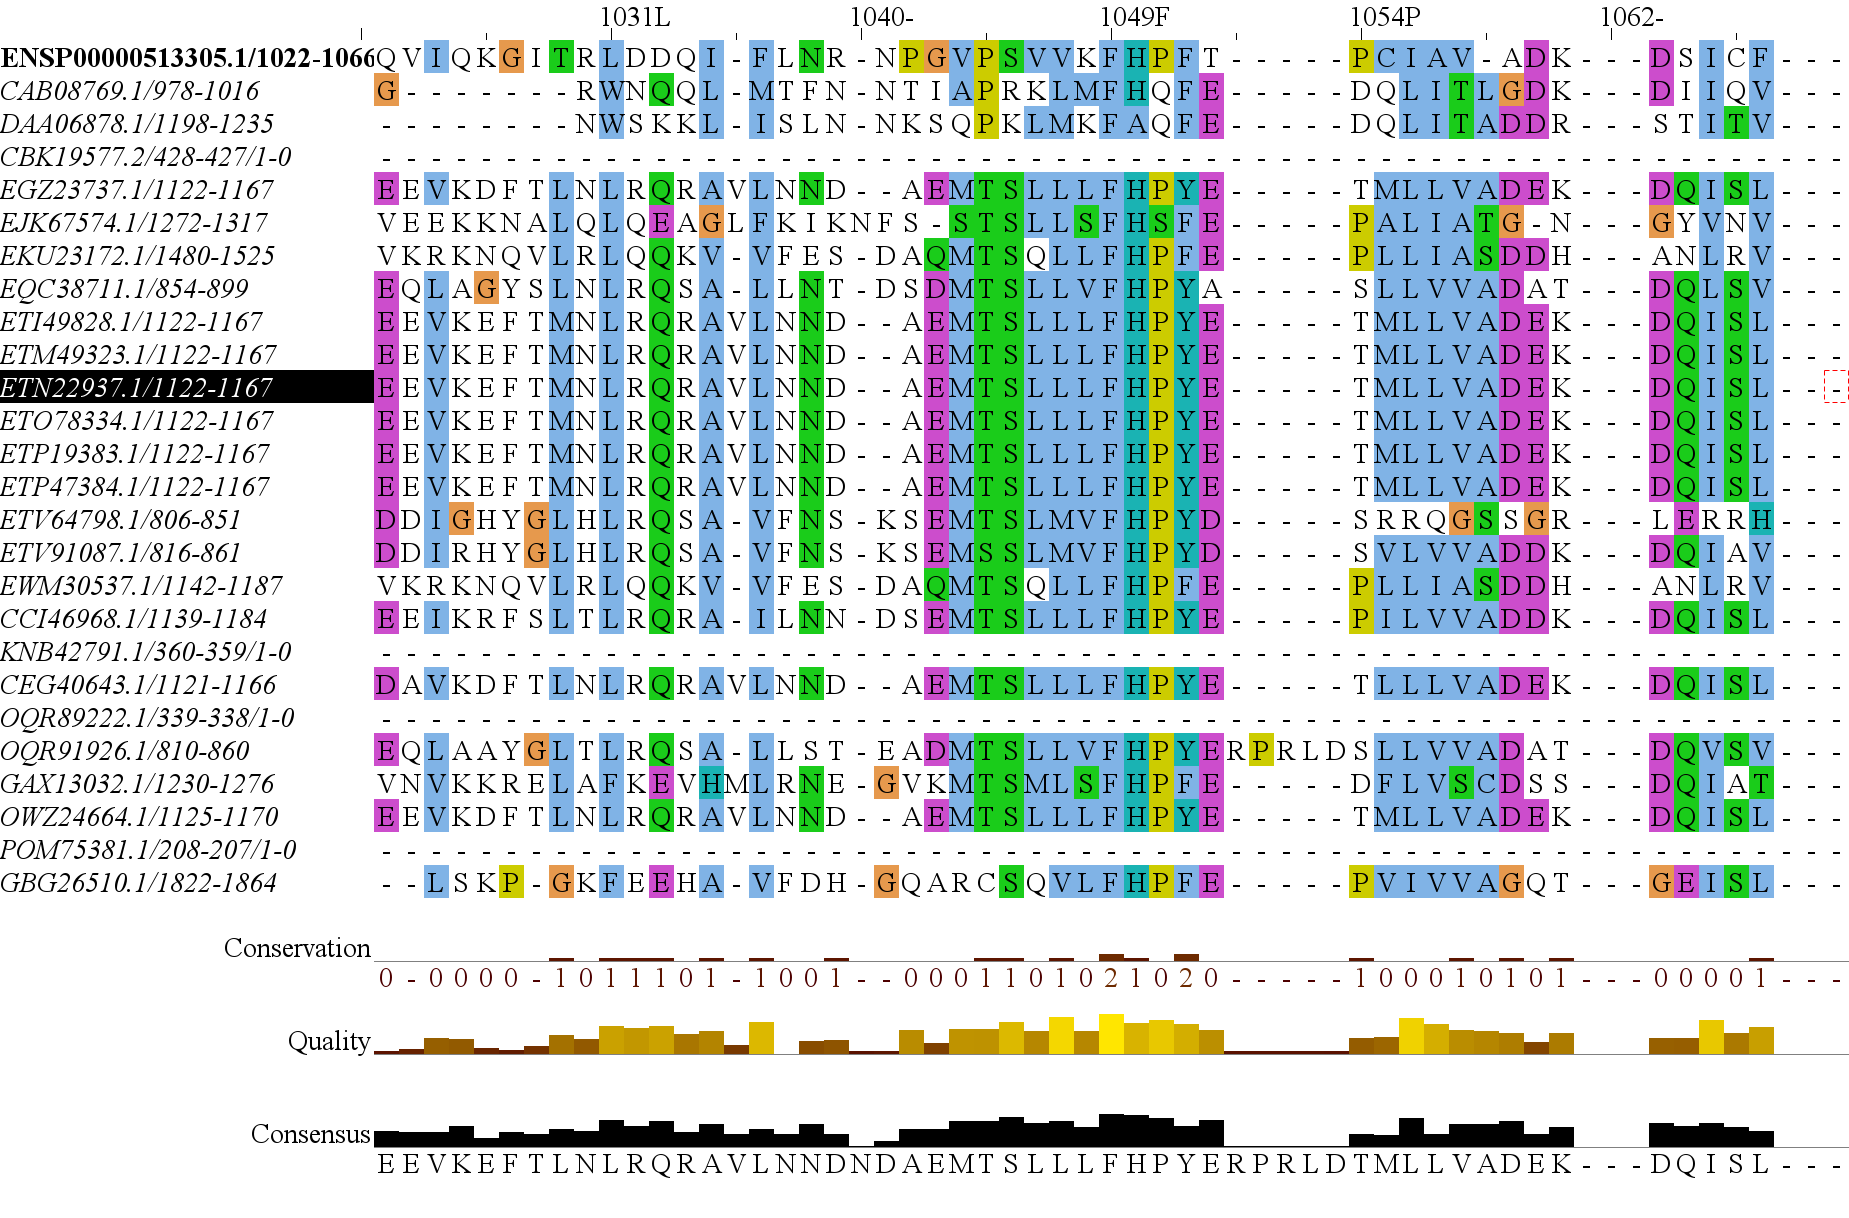 1031L 1040- 1049F 1054P 1062-
ENSP00000513305.1/1022-1066 QVIQKGITRLDDQI-FLNR-NPGVPSVVKFHPFT-----PCIAV-ADK---DSICF---
CAB08769.1/978-1016 G-------RWNQQL-MTFN-NTIAPRKLMFHQFE-----DQLITLGDK---DIIQV---
DAA06878.1/1198-1235 --------NWSKKL-ISLN-NKSQPKLMKFAQFE-----DQLITADDR---STITV---
CBK19577.2/428-427/1-0 -----------------------------------------------------------
EGZ23737.1/1122-1167 EEVKDFTLNLRQRAVLNND--AEMTSLLLFHPYE-----TMLLVADEK---DQISL---
EJK67574.1/1272-1317 VEEKKNALQLQEAGLFKIKNFS-STSLLSFHSFE-----PALIATG-N---GYVNV---
EKU23172.1/1480-1525 VKRKNQVLRLQQKV-VFES-DAQMTSQLLFHPFE-----PLLIASDDH---ANLRV---
EQC38711.1/854-899 EQLAGYSLNLRQSA-LLNT-DSDMTSLLVFHPYA-----SLLVVADAT---DQLSV---
ETI49828.1/1122-1167 EEVKEFTMNLRQRAVLNND--AEMTSLLLFHPYE-----TMLLVADEK---DQISL---
ETM49323.1/1122-1167 EEVKEFTMNLRQRAVLNND--AEMTSLLLFHPYE-----TMLLVADEK---DQISL---
ETN22937.1/1122-1167 EEVKEFTMNLRQRAVLNND--AEMTSLLLFHPYE-----TMLLVADEK---DQISL---
ETO78334.1/1122-1167 EEVKEFTMNLRQRAVLNND--AEMTSLLLFHPYE-----TMLLVADEK---DQISL---
ETP19383.1/1122-1167 EEVKEFTMNLRQRAVLNND--AEMTSLLLFHPYE-----TMLLVADEK---DQISL---
ETP47384.1/1122-1167 EEVKEFTMNLRQRAVLNND--AEMTSLLLFHPYE-----TMLLVADEK---DQISL---
ETV64798.1/806-851 DDIGHYGLHLRQSA-VFNS-KSEMTSLMVFHPYD-----SRRQGSSGR---LERRH---
ETV91087.1/816-861 DDIRHYGLHLRQSA-VFNS-KSEMSSLMVFHPYD-----SVLVVADDK---DQIAV---
EWM30537.1/1142-1187 VKRKNQVLRLQQKV-VFES-DAQMTSQLLFHPFE-----PLLIASDDH---ANLRV---
CCI46968.1/1139-1184 EEIKRFSLTLRQRA-ILNN-DSEMTSLLLFHPYE-----PILVVADDK---DQISL---
KNB42791.1/360-359/1-0 -----------------------------------------------------------
CEG40643.1/1121-1166 DAVKDFTLNLRQRAVLNND--AEMTSLLLFHPYE-----TLLLVADEK---DQISL---
OQR89222.1/339-338/1-0 -----------------------------------------------------------
OQR91926.1/810-860 EQLAAYGLTLRQSA-LLST-EADMTSLLVFHPYERPRLDSLLVVADAT---DQVSV---
GAX13032.1/1230-1276 VNVKKRELAFKEVHMLRNE-GVKMTSMLSFHPFE-----DFLVSCDSS---DQIAT---
OWZ24664.1/1125-1170 EEVKDFTLNLRQRAVLNND--AEMTSLLLFHPYE-----TMLLVADEK---DQISL---
POM75381.1/208-207/1-0 -----------------------------------------------------------
GBG26510.1/1822-1864 --LSKP-GKFEEHA-VFDH-GQARCSQVLFHPFE-----PVIVVAGQT---GEISL---
Conservation
0-0000-1011101-1001--0001101021020-----100010101---00001---
Quality
Consensus
EEVKEFTLNLRQRAVLNNDNDAEMTSLLLFHPYERPRLDTMLLVADEK---DQISL---